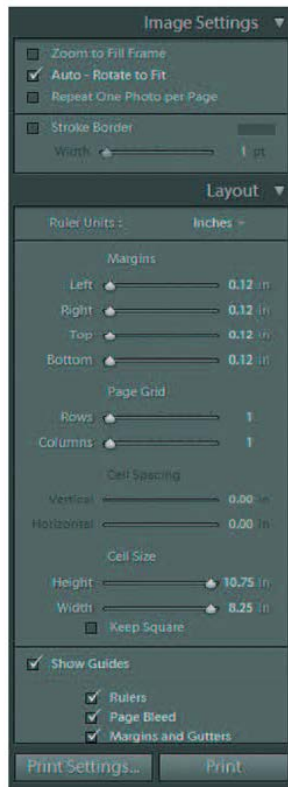 Image Settings
Zoom to Fill Frame
Auto - Rotate to Fit
Repeat One Photo per Page
Stroke Border
Width 1 pt
Layout
Ruler Units : Inches
Margins
Left 0.12 in
Right 0.12 in
Top 0.12 in
Bottom 0.12 in
Page Grid
Rows 1
Columns 1
Cell Spacing
Vertical 0.00 in
Horizontal 0.00 in
Cell Size
Height 10.75 in
Width 8.25 in
Keep Square
Show Guides
Rulers
Page Bleed
Margins and Gutters
Print Settings... Print